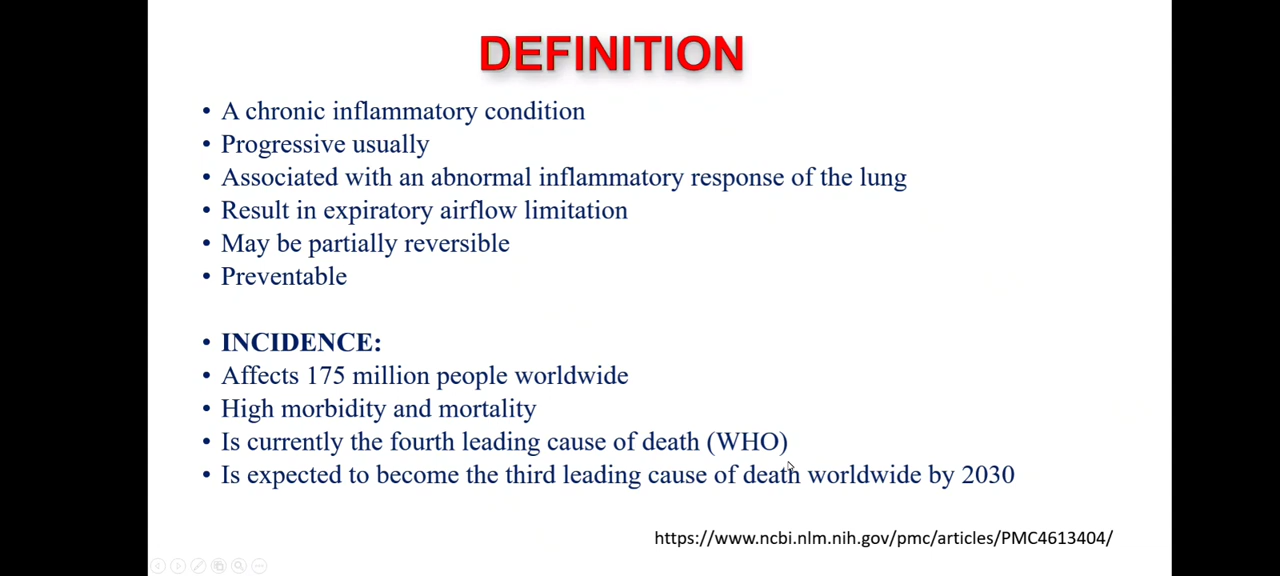 DEFINITION
• A chronic inflammatory condition
• Progressive usually
• Associated with an abnormal inflammatory response of the lung
• Result in expiratory airflow limitation
• May be partially reversible
• Preventable
• INCIDENCE:
• Affects 175 million people worldwide
• High morbidity and mortality
• Is currently the fourth leading cause of death (WHO)
• Is expected to become the third leading cause of death worldwide by 2030
https://www.ncbi.nlm.nih.gov/pmc/articles/PMC4613404/